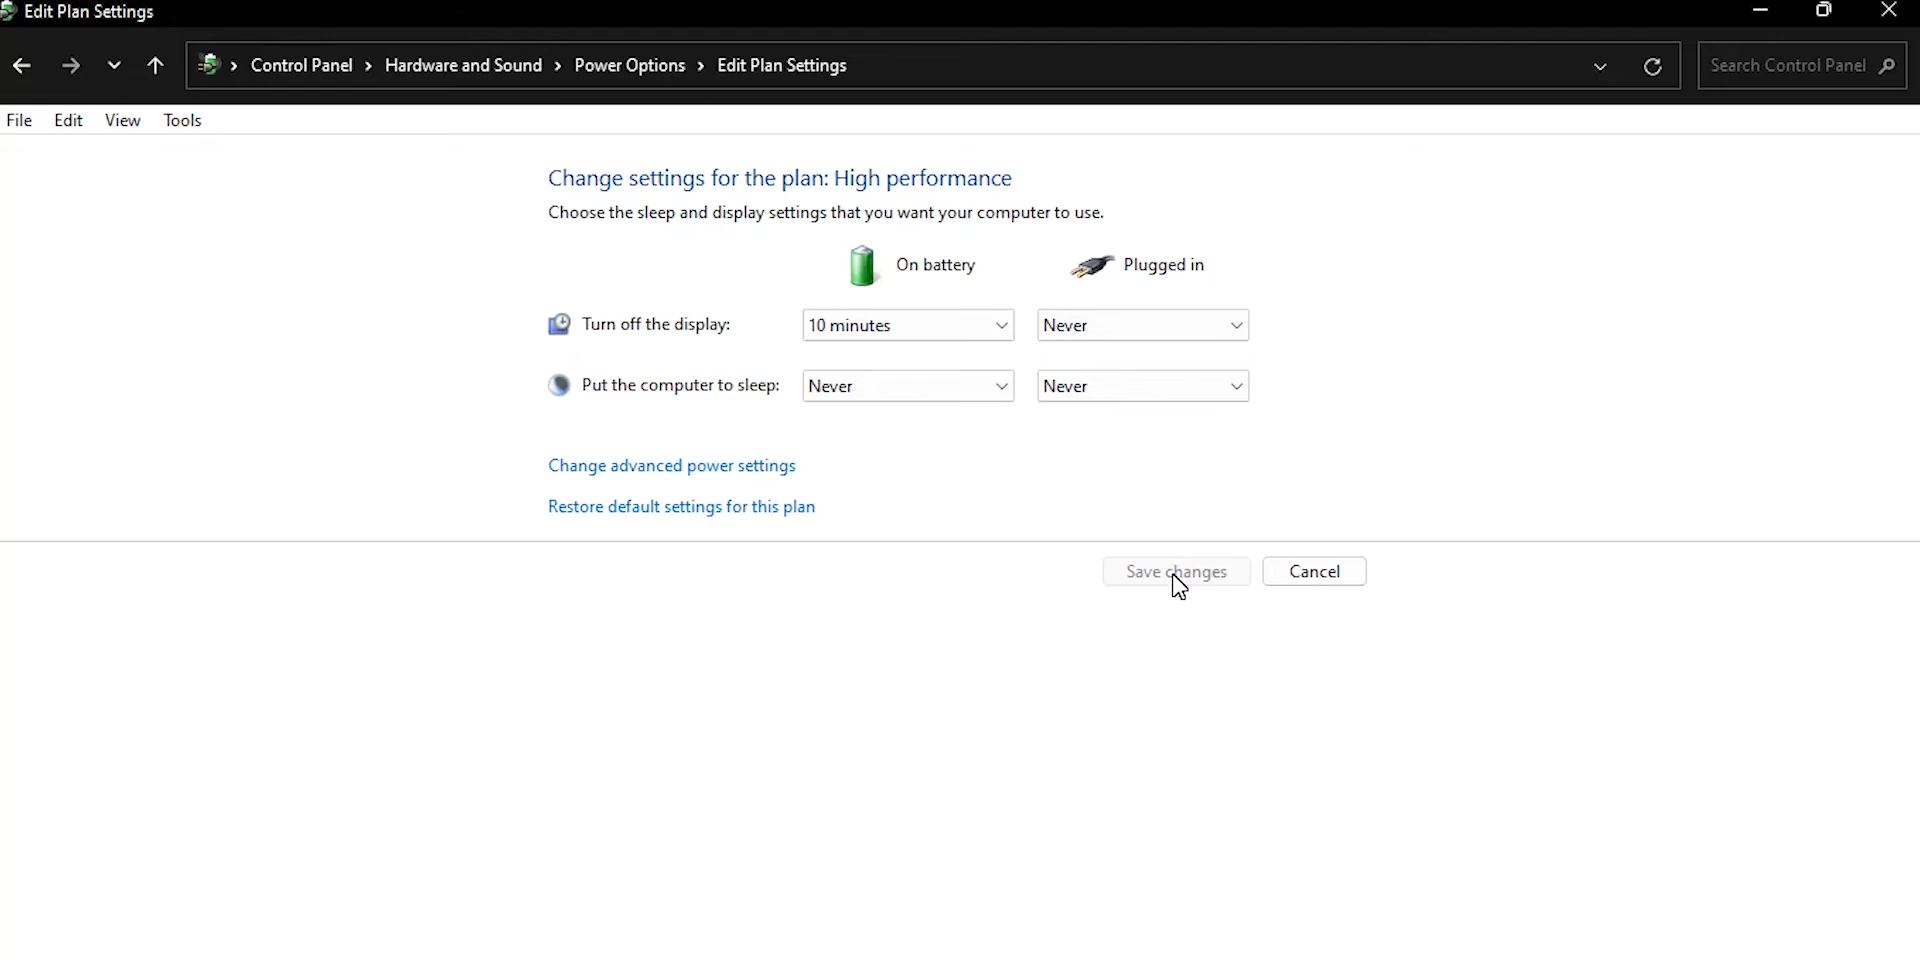 Edit Plan Settings
Control Panel > Hardware and Sound > Power Options > Edit Plan Settings
Search Control Panel
File Edit View Tools
Change settings for the plan: High performance
Choose the sleep and display settings that you want your computer to use.
On battery Plugged in
Turn off the display: 10 minutes Never
Put the computer to sleep: Never Never
Change advanced power settings
Restore default settings for this plan
Save changes Cancel